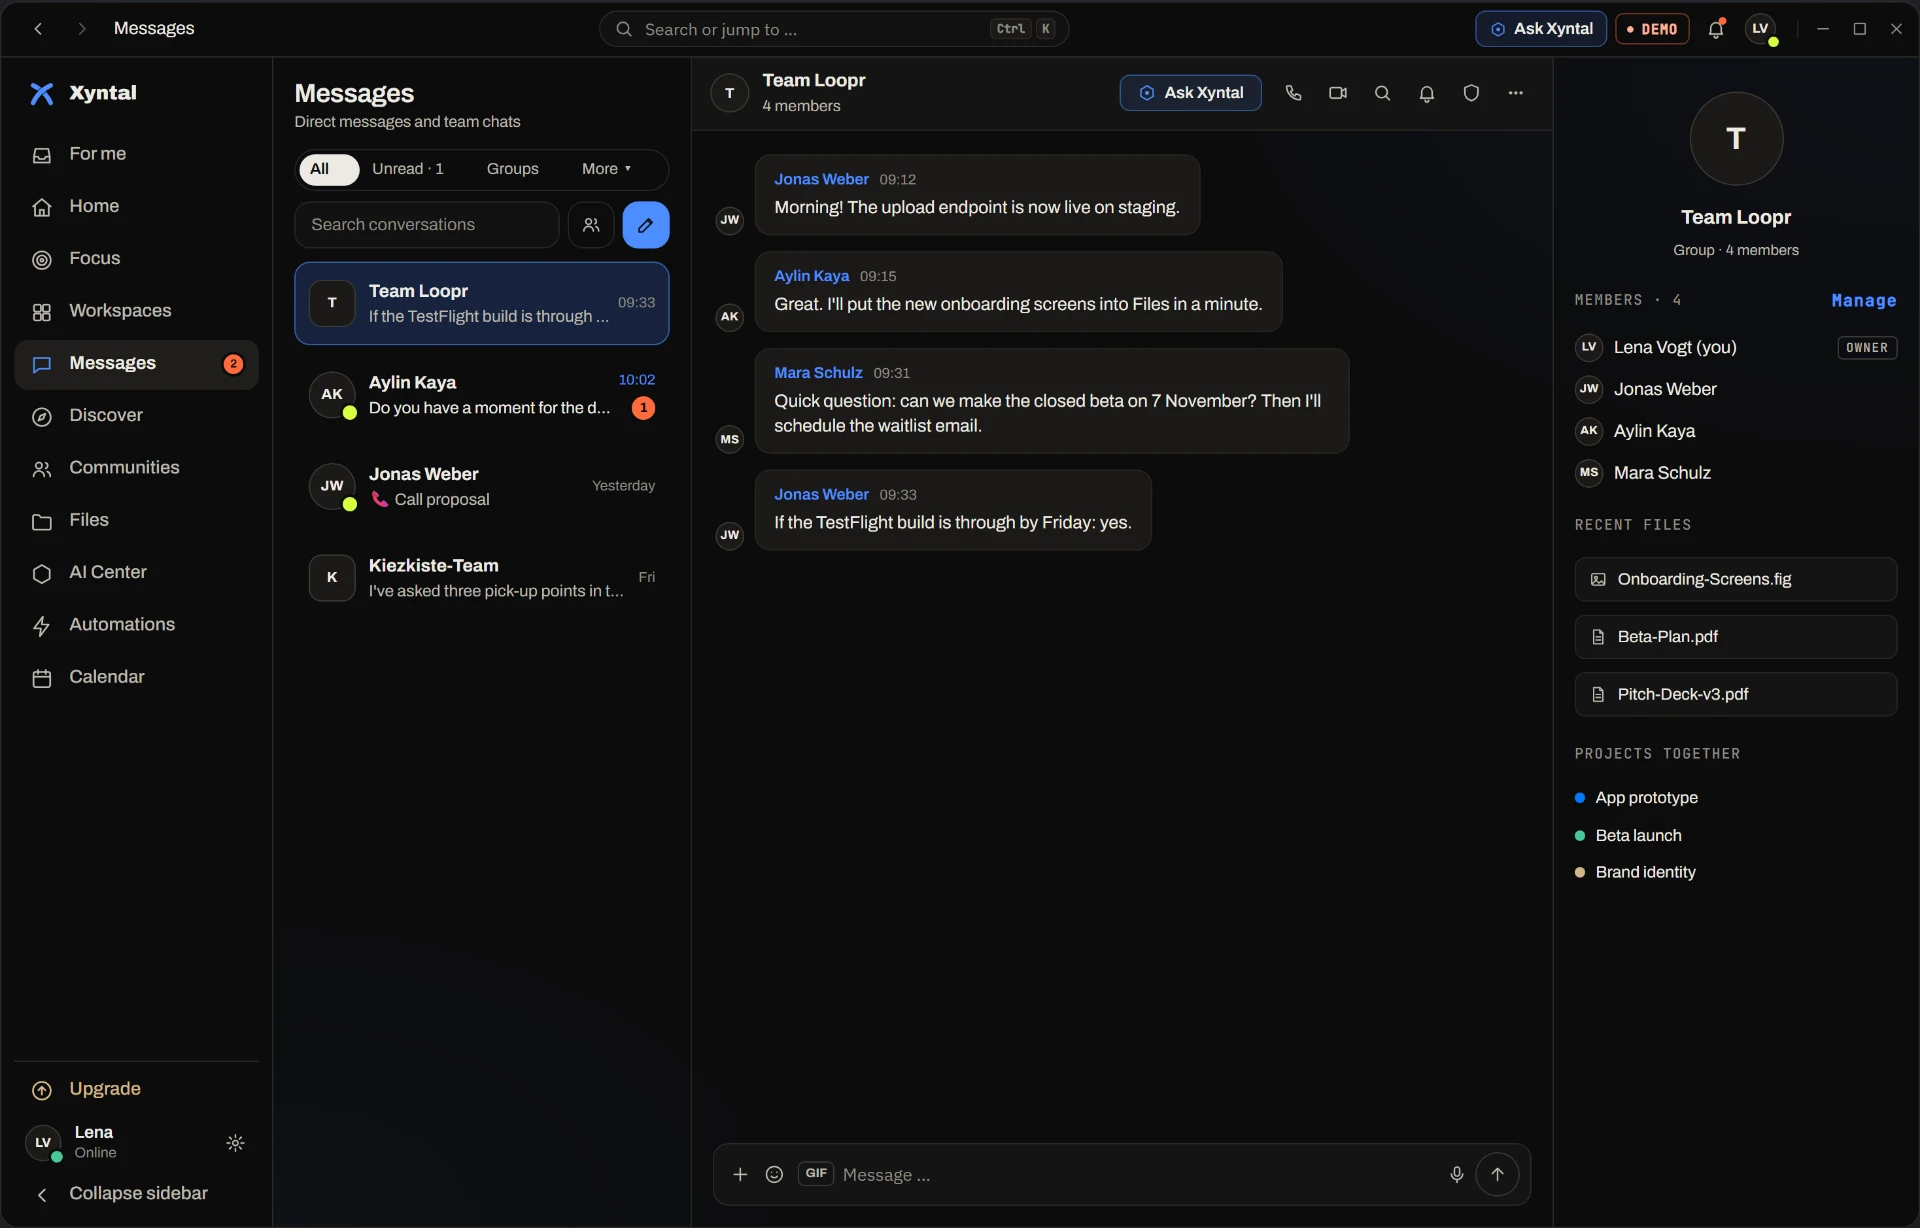 Messages
Search or jump to ...
Ctrl K
Ask Xyntal
DEMO
LV
Xyntal
For me
Home
Focus
Workspaces
Messages
2
Discover
Communities
Files
AI Center
Automations
Calendar
Upgrade
LV
Lena
Online
Collapse sidebar
Messages
Direct messages and team chats
All
Unread · 1
Groups
More
Search conversations
T
Team Loopr
If the TestFlight build is through ...
09:33
AK
Aylin Kaya
10:02
Do you have a moment for the d...
1
JW
Jonas Weber
Call proposal
Yesterday
K
Kiezkiste-Team
I've asked three pick-up points in t...
Fri
T
Team Loopr
4 members
Ask Xyntal
Jonas Weber 09:12
Morning! The upload endpoint is now live on staging.
JW
Aylin Kaya 09:15
Great. I'll put the new onboarding screens into Files in a minute.
AK
Mara Schulz 09:31
Quick question: can we make the closed beta on 7 November? Then I'll
schedule the waitlist email.
MS
Jonas Weber 09:33
If the TestFlight build is through by Friday: yes.
JW
GIF
Message ...
T
Team Loopr
Group · 4 members
MEMBERS · 4
Manage
LV Lena Vogt (you) OWNER
JW Jonas Weber
AK Aylin Kaya
MS Mara Schulz
RECENT FILES
Onboarding-Screens.fig
Beta-Plan.pdf
Pitch-Deck-v3.pdf
PROJECTS TOGETHER
App prototype
Beta launch
Brand identity